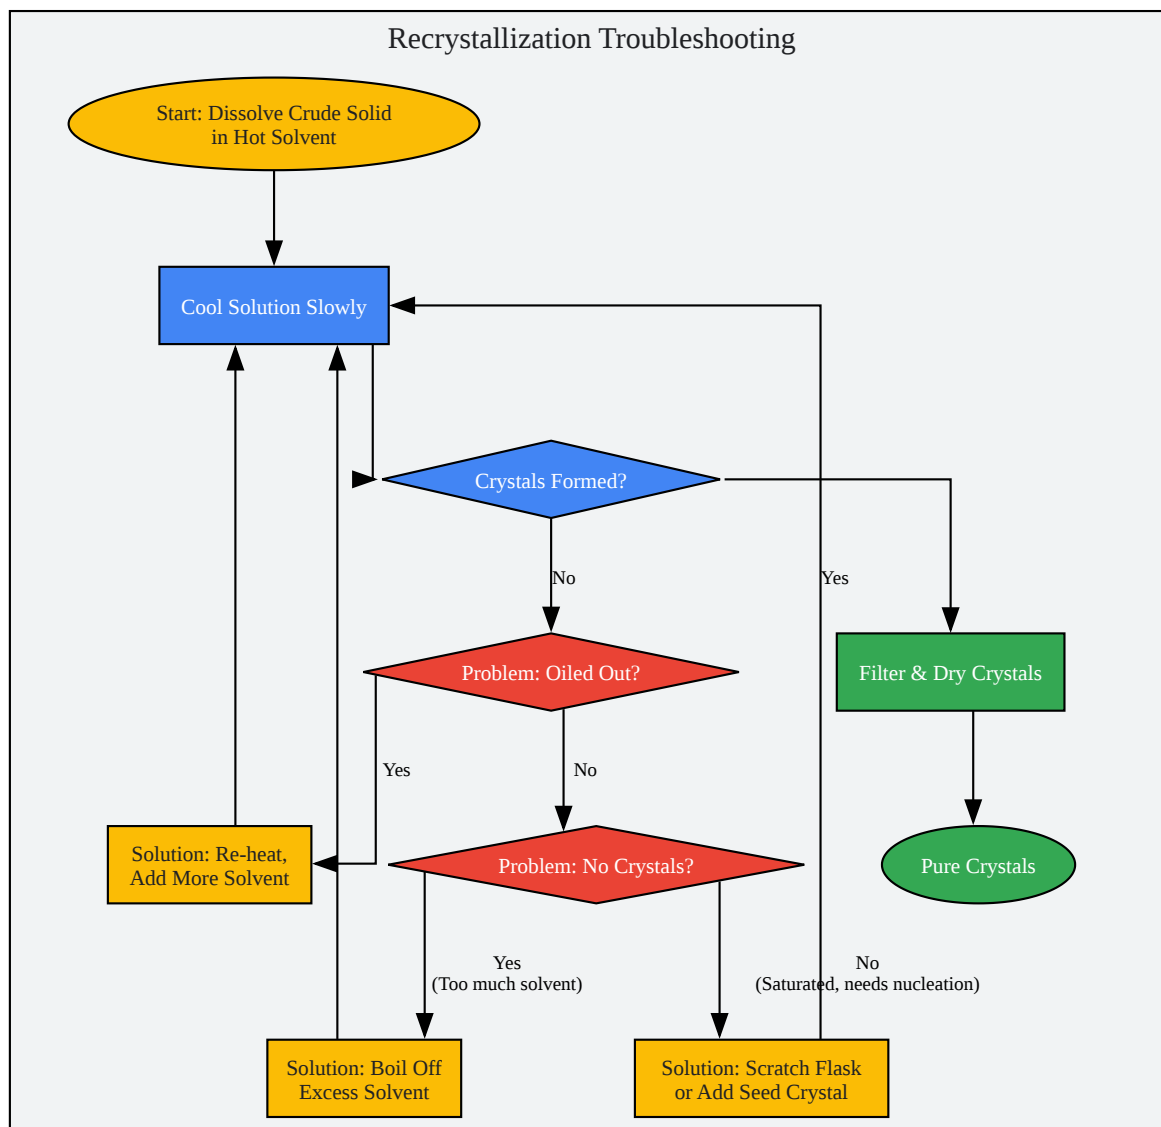 Recrystallization Troubleshooting
Start: Dissolve Crude Solid
in Hot Solvent
Cool Solution Slowly
Crystals Formed?
No
Yes
Problem: Oiled Out?
Filter & Dry Crystals
Yes
No
Solution: Re-heat,
Add More Solvent
Problem: No Crystals?
Pure Crystals
Yes
(Too much solvent)
No
(Saturated, needs nucleation)
Solution: Boil Off
Excess Solvent
Solution: Scratch Flask
or Add Seed Crystal